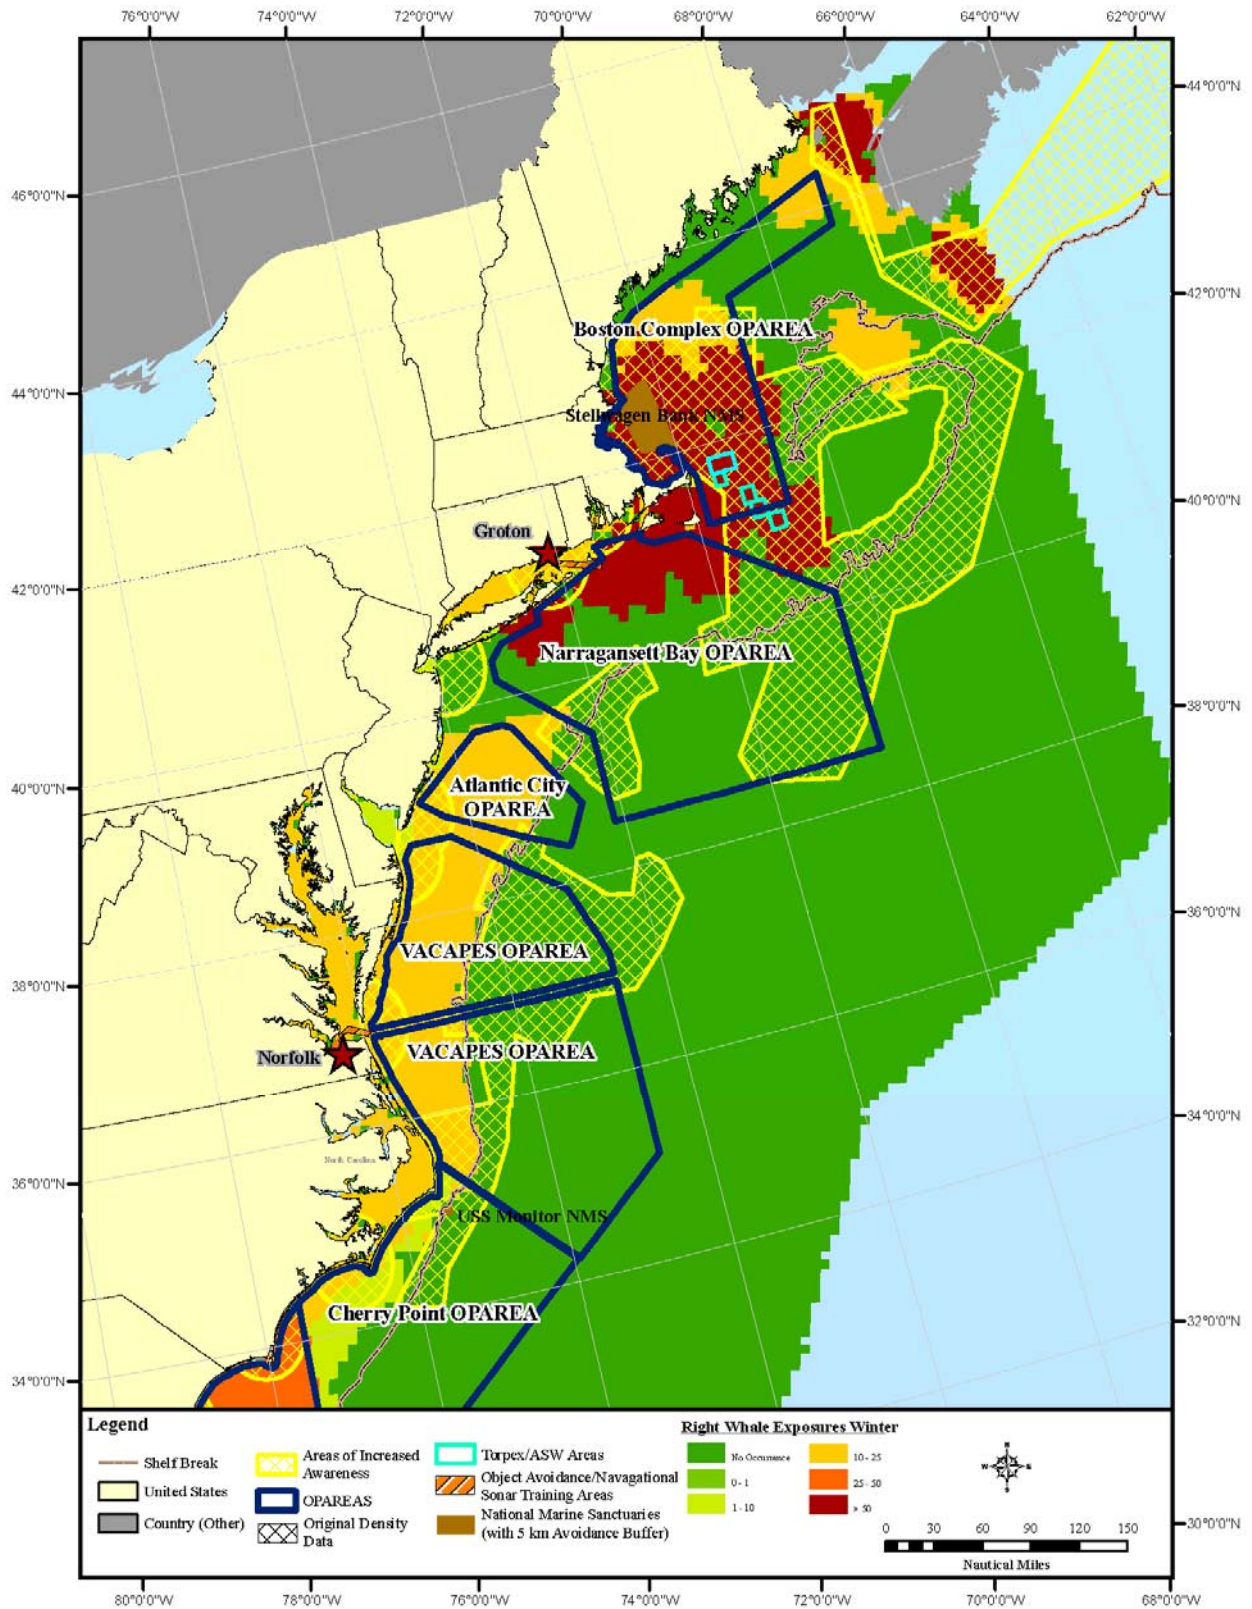 76°0'0"W
74°0'0"W
72°0'0"W
70°0'0"W
68°0'0"W
66°0'0"W
64°0'0"W
62°0'0"W
44°0'0"N
46°0'0"N
42°0'0"N
Boston Complex OPAREA
44°0'0"N
Stellwagen Bank NMS
40°0'0"N
Groton
42°0'0"N
Narragansett Bay OPAREA
38°0'0"N
40°0'0"N
Atlantic City
OPAREA
36°0'0"N
VACAPES OPAREA
38°0'0"N
VACAPES OPAREA
Norfolk
34°0'0"N
North Carolina
36°0'0"N
USS Monitor NMS
Cherry Point OPAREA
32°0'0"N
34°0'0"N
Legend
Shelf Break
United States
Country (Other)
Areas of Increased
Awareness
OPAREAS
Original Density
Data
Torpex/ASW Areas
Object Avoidance/Navagational
Sonar Training Areas
National Marine Sanctuaries
(with 5 km Avoidance Buffer)
Right Whale Exposures Winter
No Occurrence
0 - 1
1 - 10
10 - 25
25 - 50
> 50
N
W E
S
0 30 60 90 120 150
Nautical Miles
30°0'0"N
80°0'0"W
78°0'0"W
76°0'0"W
74°0'0"W
72°0'0"W
70°0'0"W
68°0'0"W